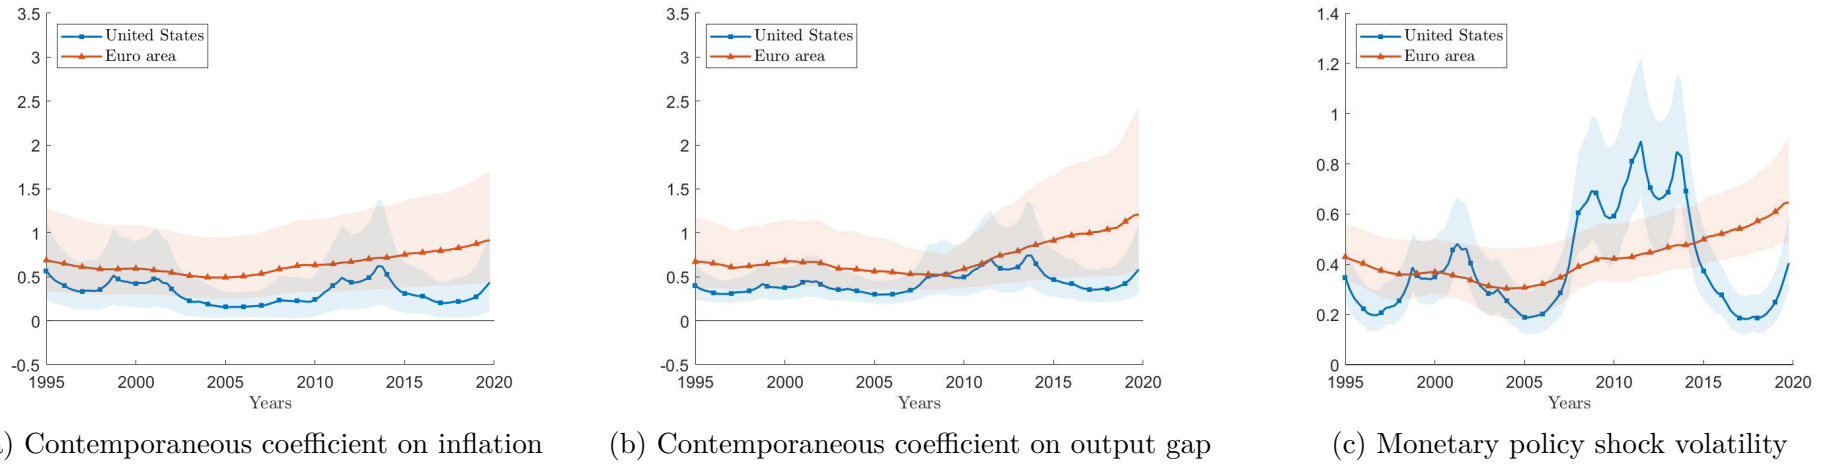 3.5
3
2.5
2
1.5
1
0.5
0
-0.5
United States
Euro area
1995 2000 2005 2010 2015 2020
Years
) Contemporaneous coefficient on inflation
3.5
3
2.5
2
1.5
1
0.5
0
-0.5
United States
Euro area
1995 2000 2005 2010 2015 2020
Years
(b) Contemporaneous coefficient on output gap
1.4
1.2
1
0.8
0.6
0.4
0.2
0
United States
Euro area
1995 2000 2005 2010 2015 2020
Years
(c) Monetary policy shock volatility